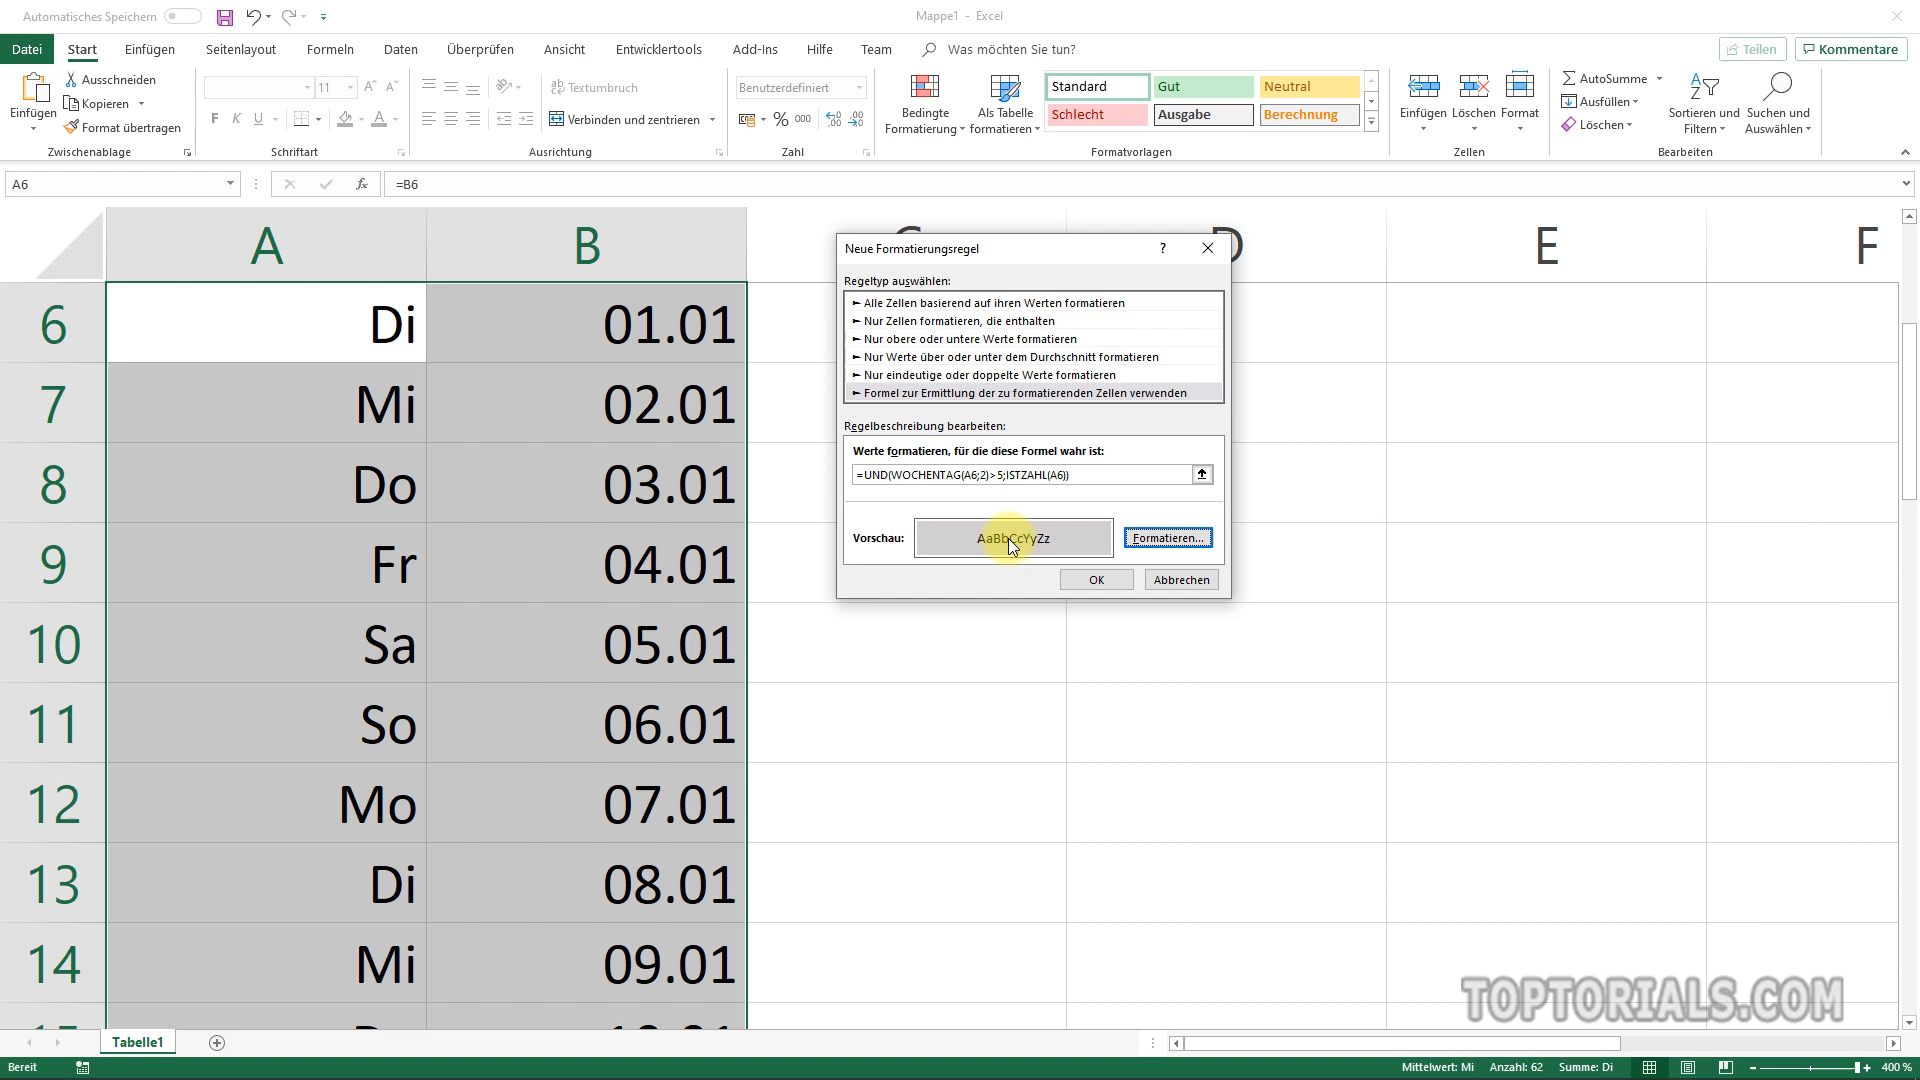 Automatisches Speichern
Mappe1 - Excel
Datei Start Einfügen Seitenlayout Formeln Daten Überprüfen Ansicht Entwicklertools Add-Ins Hilfe Team Was möchten Sie tun? Teilen Kommentare
Einfügen
Ausschneiden
Kopieren
Format übertragen
Zwischenablage
11
F K U
Schriftart
Textumbruch
Verbinden und zentrieren
Ausrichtung
Benutzerdefiniert
% 000
Zahl
Bedingte
Formatierung
Als Tabelle
formatieren
Standard Gut Neutral
Schlecht Ausgabe Berechnung
Formatvorlagen
Einfügen Löschen Format
Zellen
AutoSumme
Ausfüllen
Löschen
Sortieren und
Filtern
Suchen und
Auswählen
Bearbeiten
A6 fx =B6
A B C D E F
6 Di 01.01
7 Mi 02.01
8 Do 03.01
9 Fr 04.01
10 Sa 05.01
11 So 06.01
12 Mo 07.01
13 Di 08.01
14 Mi 09.01
Neue Formatierungsregel ?
Regeltyp auswählen:
► Alle Zellen basierend auf ihren Werten formatieren
► Nur Zellen formatieren, die enthalten
► Nur obere oder untere Werte formatieren
► Nur Werte über oder unter dem Durchschnitt formatieren
► Nur eindeutige oder doppelte Werte formatieren
► Formel zur Ermittlung der zu formatierenden Zellen verwenden
Regelbeschreibung bearbeiten:
Werte formatieren, für die diese Formel wahr ist:
=UND(WOCHENTAG(A6;2)>5;ISTZAHL(A6))
Vorschau: AaBbCcYyZz Formatieren...
OK Abbrechen
TOPTORIALS.COM
Tabelle1
Bereit Mittelwert: Mi Anzahl: 62 Summe: Di 400 %